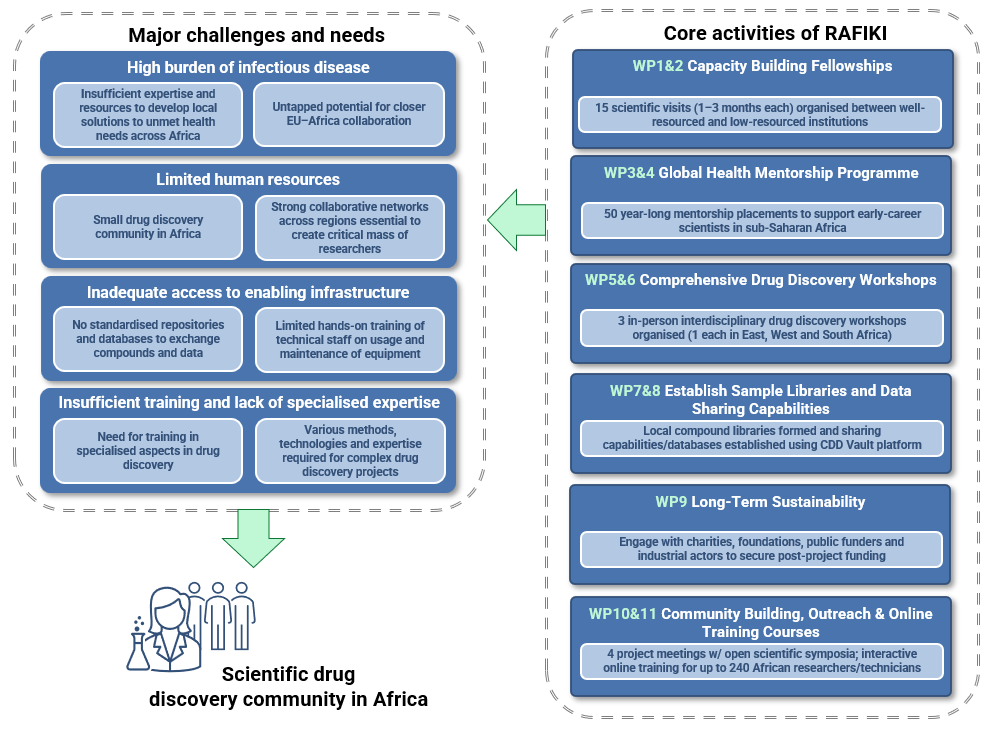 Major challenges and needs
High burden of infectious disease
Insufficient expertise and
resources to develop local
solutions to unmet health
needs across Africa
Untapped potential for closer
EU–Africa collaboration
Limited human resources
Small drug discovery
community in Africa
Strong collaborative networks
across regions essential to
create critical mass of
researchers
Inadequate access to enabling infrastructure
No standardised repositories
and databases to exchange
compounds and data
Limited hands-on training of
technical staff on usage and
maintenance of equipment
Insufficient training and lack of specialised expertise
Need for training in
specialised aspects in drug
discovery
Various methods,
technologies and expertise
required for complex drug
discovery projects
Scientific drug
discovery community in Africa
Core activities of RAFIKI
WP1&2 Capacity Building Fellowships
15 scientific visits (1–3 months each) organised between well-
resourced and low-resourced institutions
WP3&4 Global Health Mentorship Programme
50 year-long mentorship placements to support early-career
scientists in sub-Saharan Africa
WP5&6 Comprehensive Drug Discovery Workshops
3 in-person interdisciplinary drug discovery workshops
organised (1 each in East, West and South Africa)
WP7&8 Establish Sample Libraries and Data
Sharing Capabilities
Local compound libraries formed and sharing
capabilities/databases established using CDD Vault platform
WP9 Long-Term Sustainability
Engage with charities, foundations, public funders and
industrial actors to secure post-project funding
WP10&11 Community Building, Outreach & Online
Training Courses
4 project meetings w/ open scientific symposia; interactive
online training for up to 240 African researchers/technicians